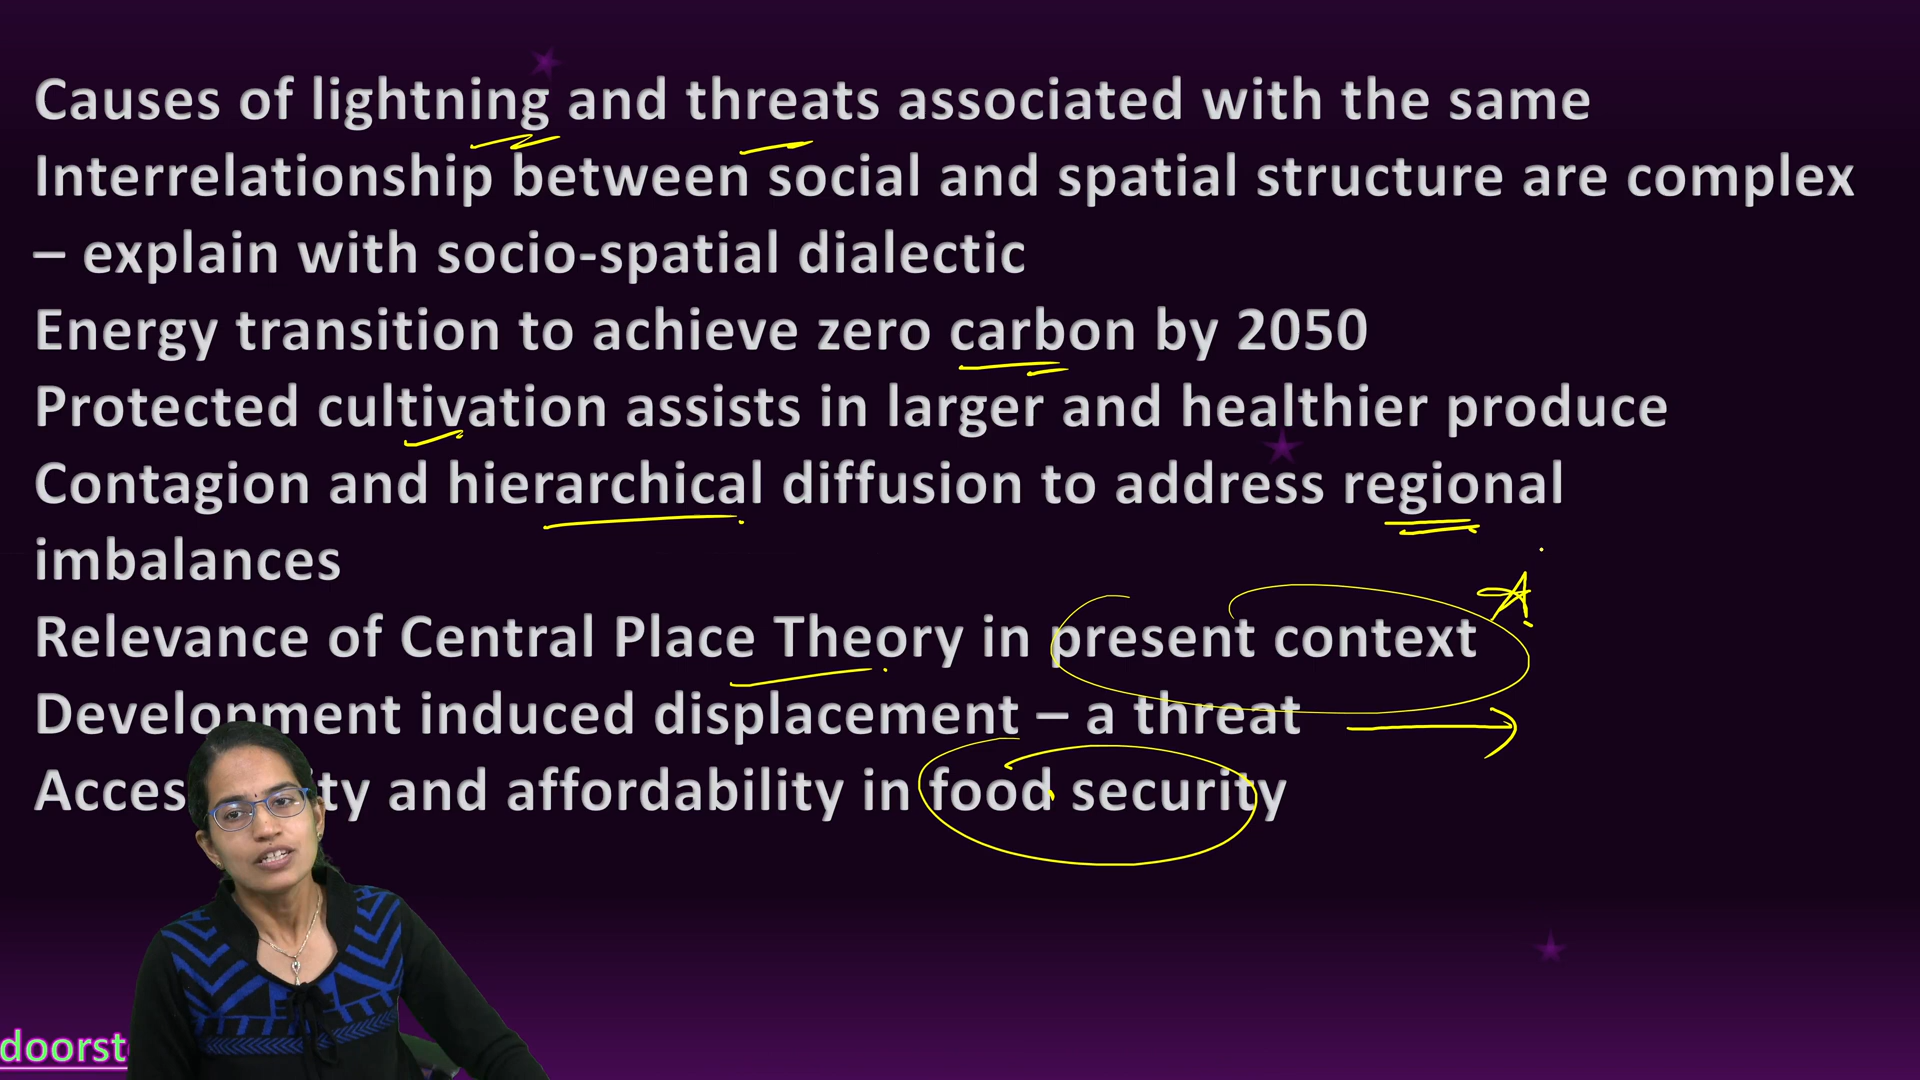 Causes of lightning and threats associated with the same
Interrelationship between social and spatial structure are complex
– explain with socio-spatial dialectic
Energy transition to achieve zero carbon by 2050
Protected cultivation assists in larger and healthier produce
Contagion and hierarchical diffusion to address regional
imbalances
Relevance of Central Place Theory in present context
Development induced displacement – a threat
and affordability in food security